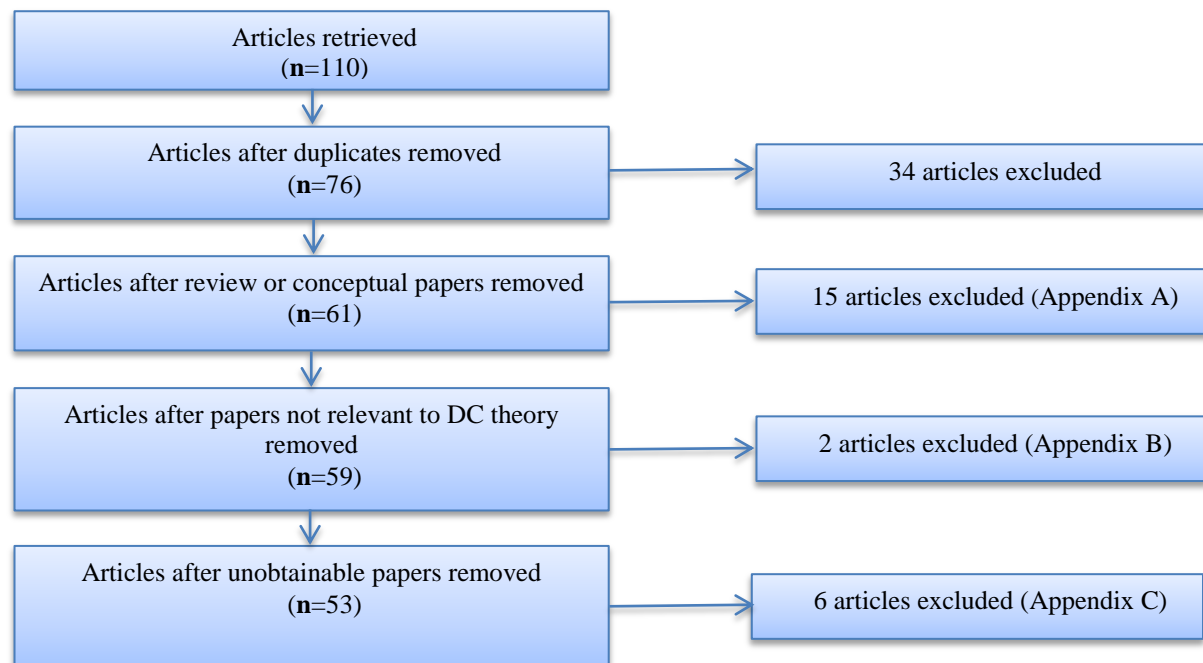 Articles retrieved
(n=110)
Articles after duplicates removed
(n=76)
34 articles excluded
Articles after review or conceptual papers removed
(n=61)
15 articles excluded (Appendix A)
Articles after papers not relevant to DC theory
removed
(n=59)
2 articles excluded (Appendix B)
Articles after unobtainable papers removed
(n=53)
6 articles excluded (Appendix C)